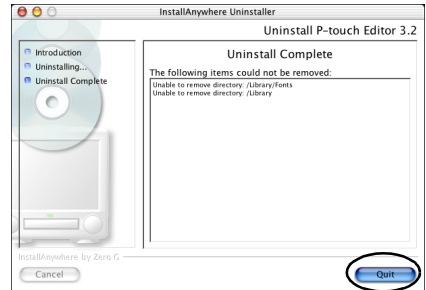 InstallAnywhere Uninstaller
Uninstall P-touch Editor 3.2
Introduction
Uninstalling...
Uninstall Complete
Uninstall Complete
The following items could not be removed:
Unable to remove directory: /Library/Fonts
Unable to remove directory: /Library
InstallAnywhere by Zero G
Cancel
Quit